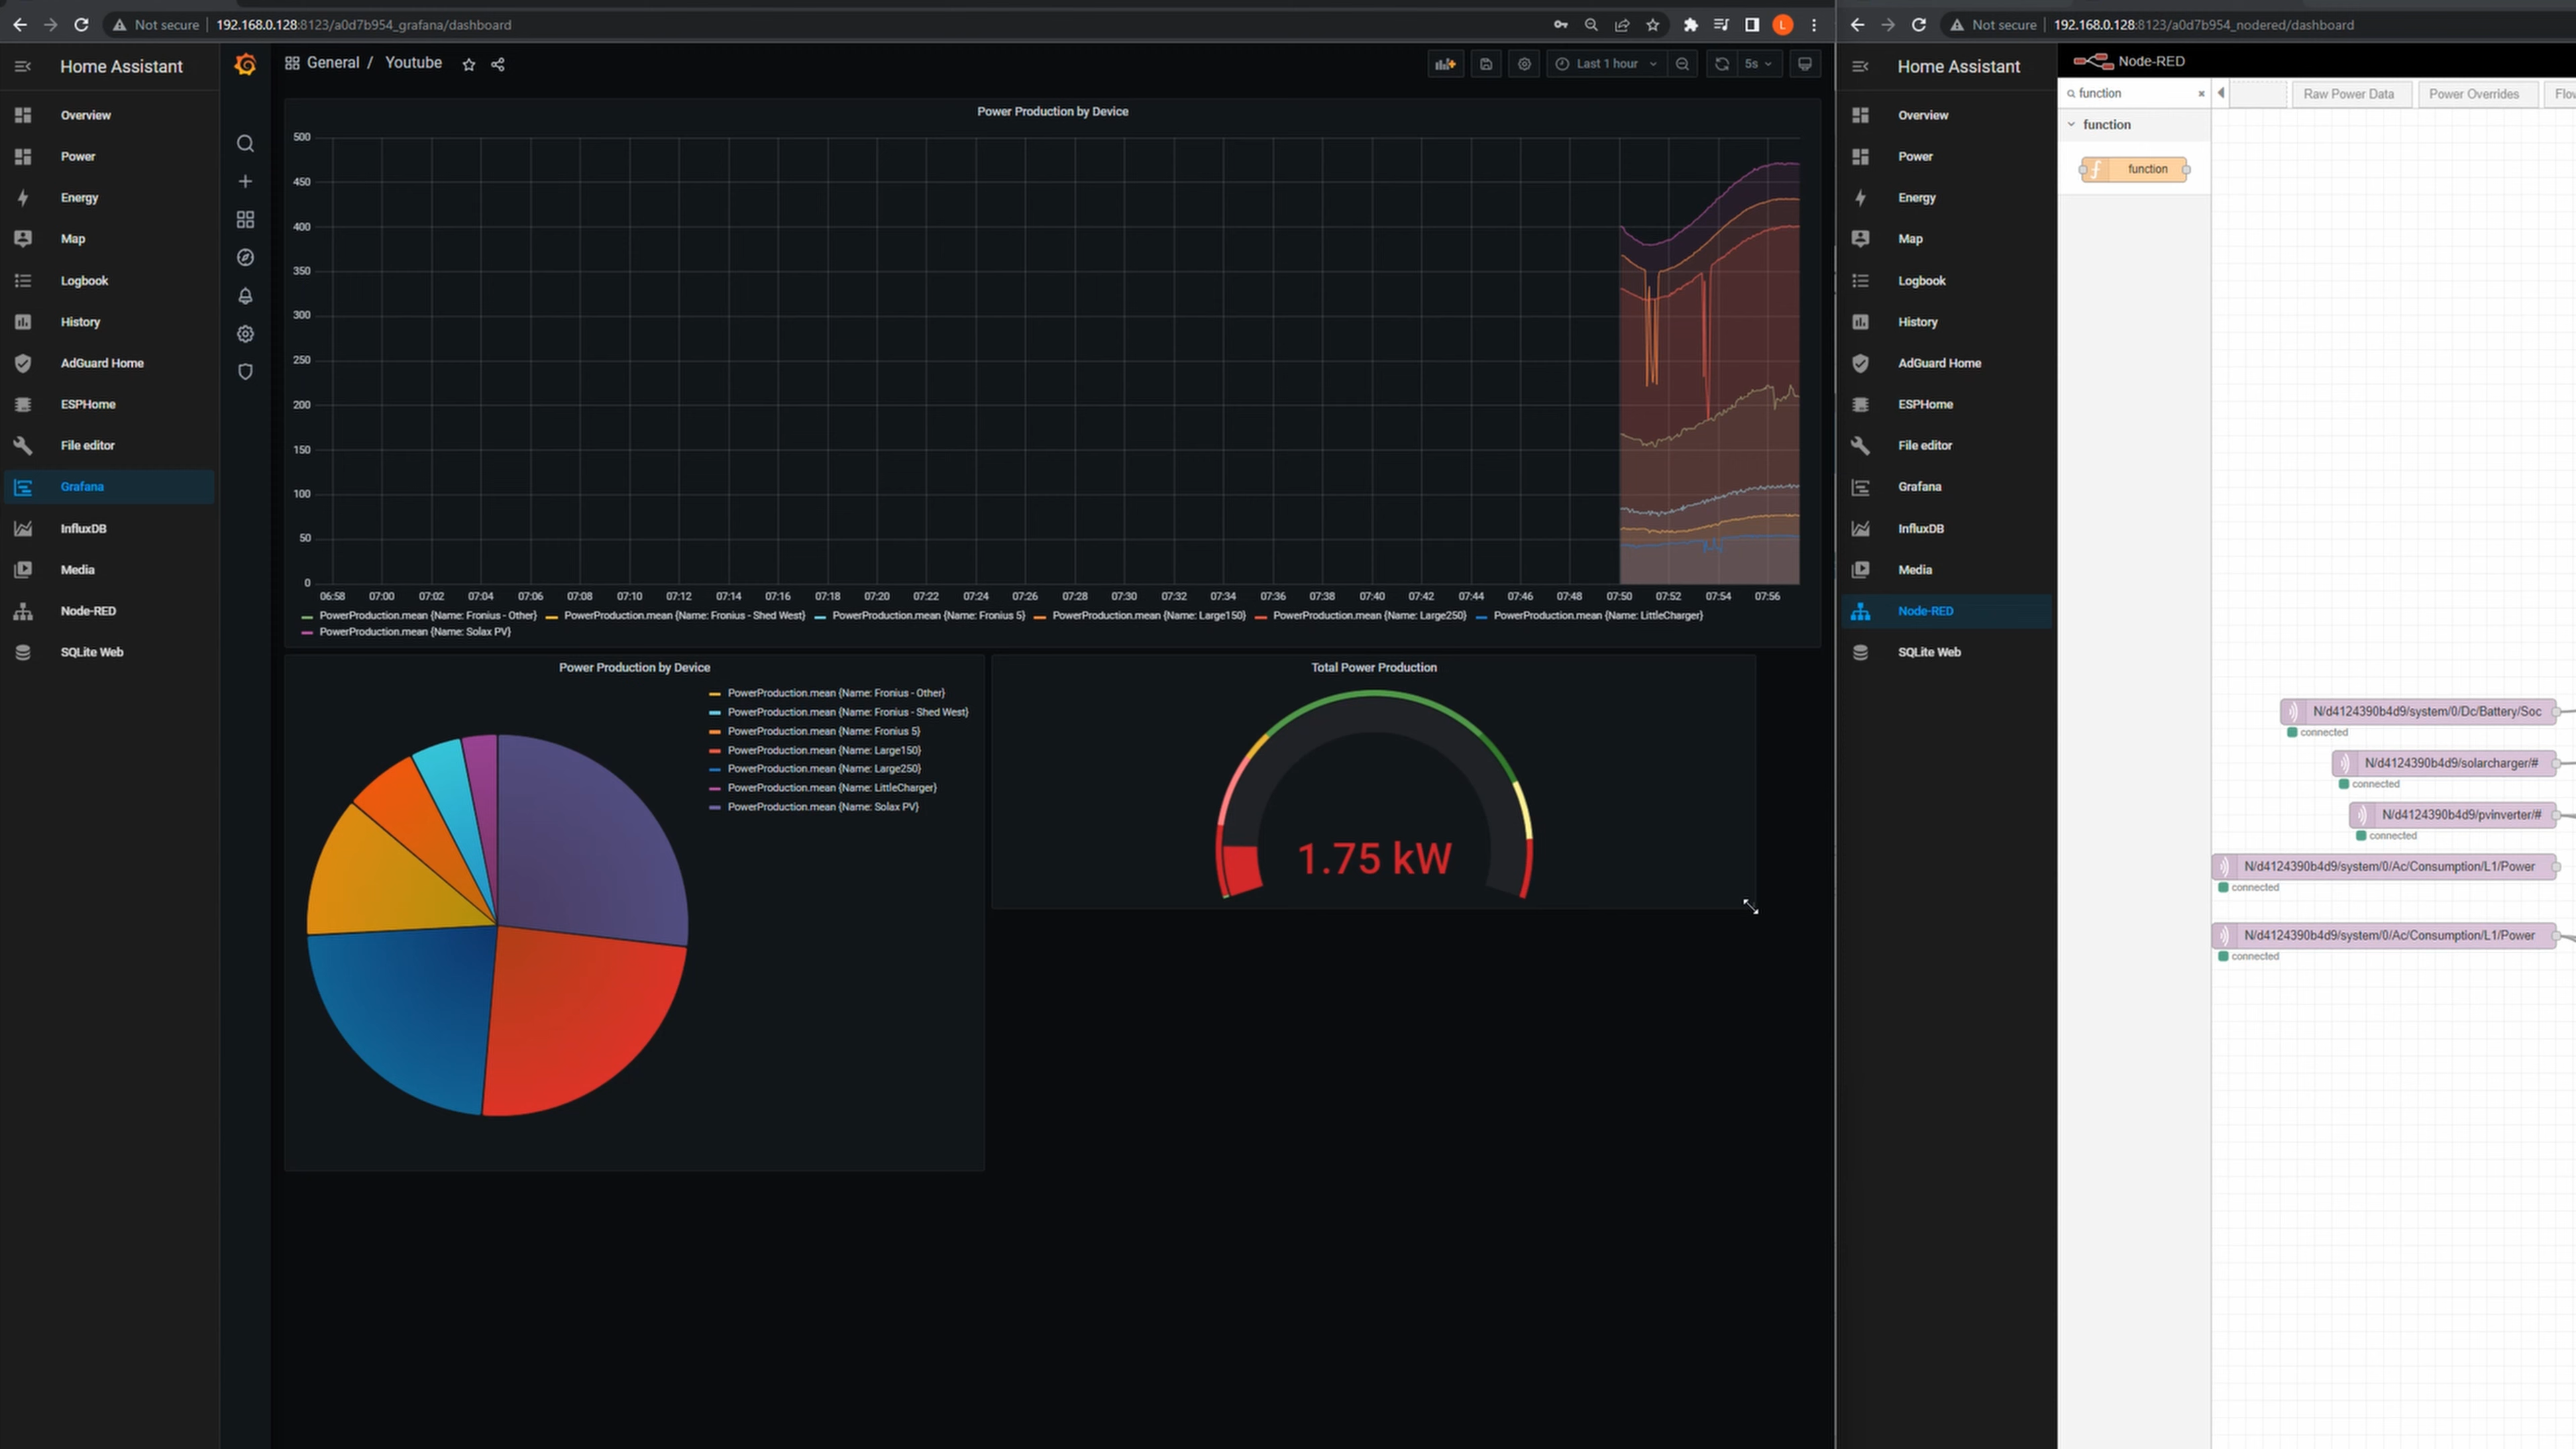 Not secure | 192.168.0.128:8123/a0d7b954_grafana/dashboard
L
Home Assistant
Overview
Power
Energy
Map
Logbook
History
AdGuard Home
ESPHome
File editor
Grafana
InfluxDB
Media
Node-RED
SQLite Web
General / Youtube
Last 1 hour
5s
Power Production by Device
500
450
400
350
300
250
200
150
100
50
0
06:58 07:00 07:02 07:04 07:06 07:08 07:10 07:12 07:14 07:16 07:18 07:20 07:22 07:24 07:26 07:28 07:30 07:32 07:34 07:36 07:38 07:40 07:42 07:44 07:46 07:48 07:50 07:52 07:54 07:56
PowerProduction.mean {Name: Fronius - Other} PowerProduction.mean {Name: Fronius - Shed West} PowerProduction.mean {Name: Fronius 5} PowerProduction.mean {Name: Large150} PowerProduction.mean {Name: Large250} PowerProduction.mean {Name: LittleCharger}
PowerProduction.mean {Name: Solax PV}
Power Production by Device
PowerProduction.mean {Name: Fronius - Other}
PowerProduction.mean {Name: Fronius - Shed West}
PowerProduction.mean {Name: Fronius 5}
PowerProduction.mean {Name: Large150}
PowerProduction.mean {Name: Large250}
PowerProduction.mean {Name: LittleCharger}
PowerProduction.mean {Name: Solax PV}
Total Power Production
1.75 kW
Not secure | 192.168.0.128:8123/a0d7b954_nodered/dashboard
Home Assistant
Overview
Power
Energy
Map
Logbook
History
AdGuard Home
ESPHome
File editor
Grafana
InfluxDB
Media
Node-RED
SQLite Web
Node-RED
function
Raw Power Data
Power Overrides
Flo
function
function
N/d4124390b4d9/system/0/Dc/Battery/Soc
connected
N/d4124390b4d9/solarcharger/#
connected
N/d4124390b4d9/pvinverter/#
connected
N/d4124390b4d9/system/0/Ac/Consumption/L1/Power
connected
N/d4124390b4d9/system/0/Ac/Consumption/L1/Power
connected